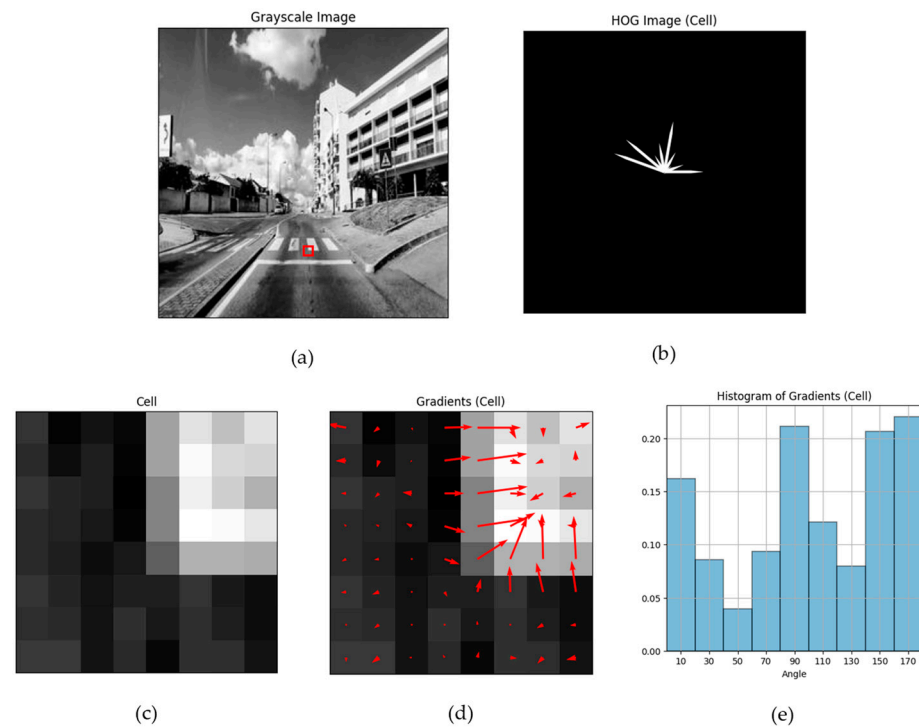 Grayscale Image
HOG Image (Cell)
(a)
(b)
Cell
Gradients (Cell)
Histogram of Gradients (Cell)
0.20
0.15
0.10
0.05
0.00
10 30 50 70 90 110 130 150 170
Angle
(c)
(d)
(e)